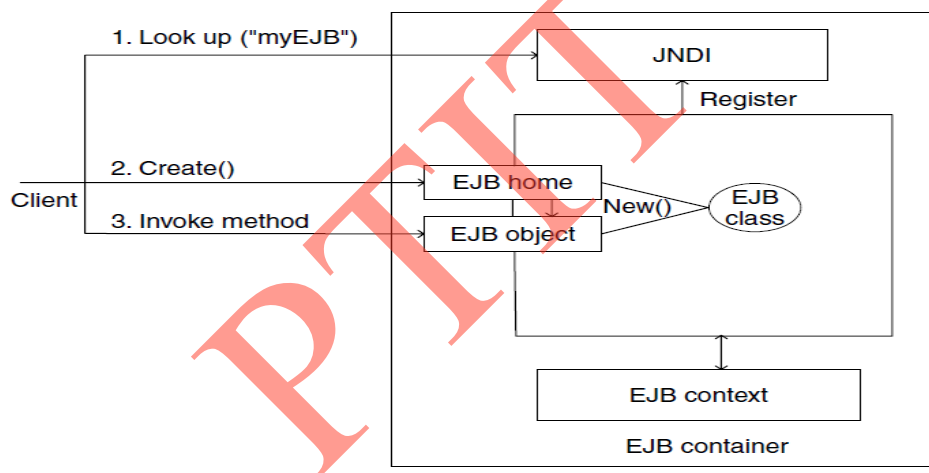 1. Look up ("myEJB")
JNDI
Register
2. Create()
EJB home
Client
New()
EJB
class
3. Invoke method
EJB object
EJB context
EJB container
PTIT